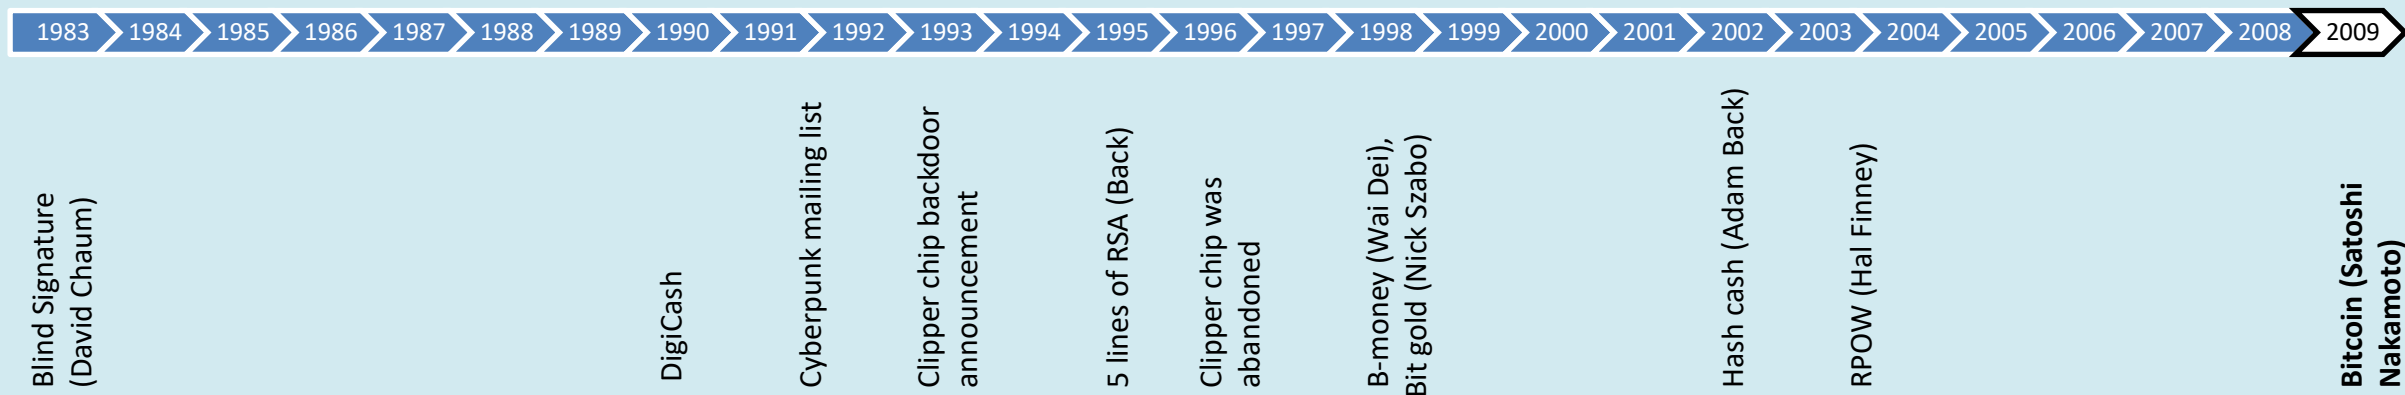 1983
1984
1985
1986
1987
1988
1989
1990
1991
1992
1993
1994
1995
1996
1997
1998
1999
2000
2001
2002
2003
2004
2005
2006
2007
2008
2009
Blind Signature
(David Chaum)
DigiCash
Cyberpunk mailing list
Clipper chip backdoor
announcement
5 lines of RSA (Back)
Clipper chip was
abandoned
B-money (Wai Dei),
Bit gold (Nick Szabo)
Hash cash (Adam Back)
RPOW (Hal Finney)
Bitcoin (Satoshi
Nakamoto)